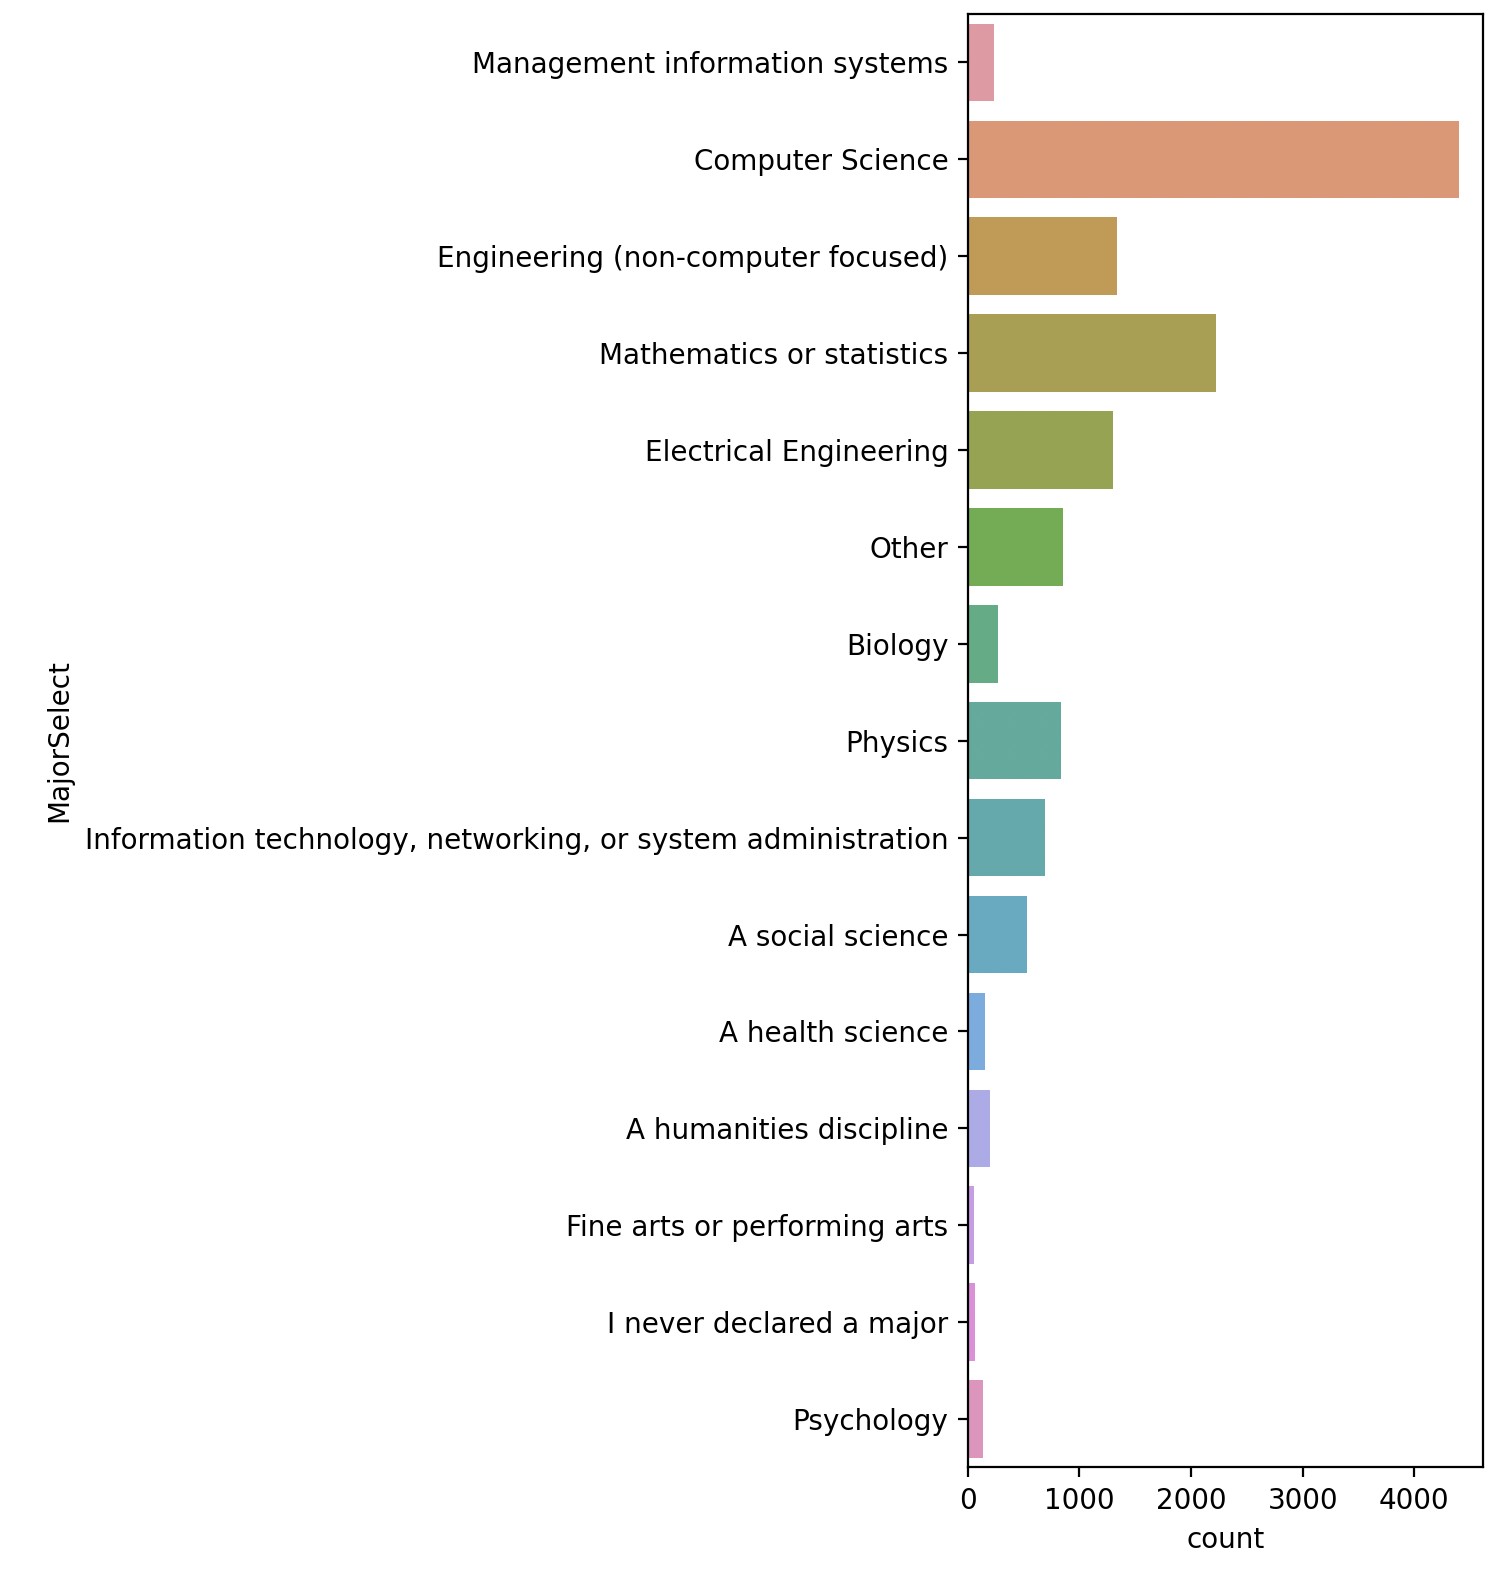 Management information systems
Computer Science
Engineering (non-computer focused)
Mathematics or statistics
Electrical Engineering
Other
Biology
Physics
Information technology, networking, or system administration
A social science
A health science
A humanities discipline
Fine arts or performing arts
I never declared a major
Psychology
MajorSelect
0 1000 2000 3000 4000
count